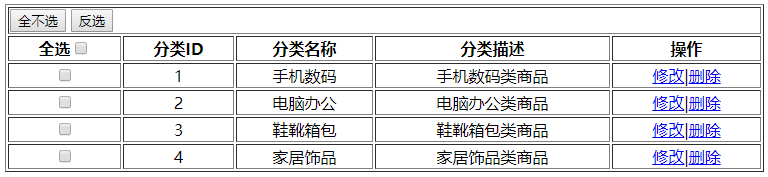 全不选 反选
全选 分类ID 分类名称 分类描述 操作
1 手机数码 手机数码类商品 修改|删除
2 电脑办公 电脑办公类商品 修改|删除
3 鞋靴箱包 鞋靴箱包类商品 修改|删除
4 家居饰品 家居饰品类商品 修改|删除